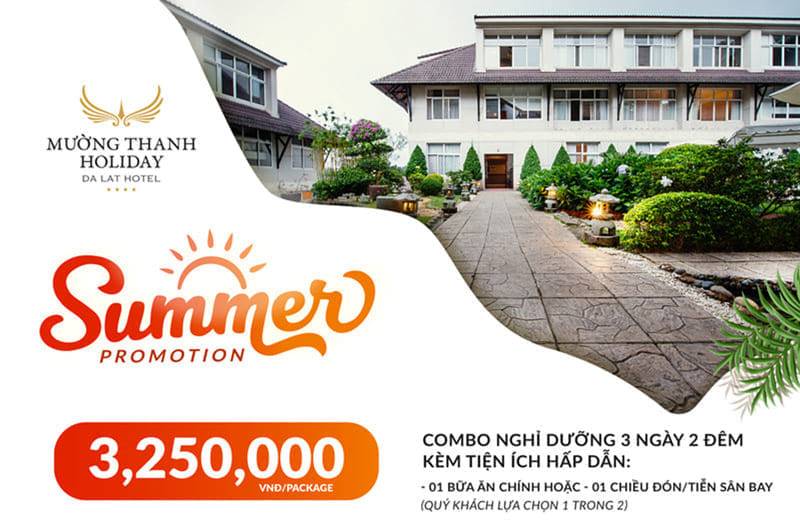 MƯỜNG THANH
HOLIDAY
DA LAT HOTEL
Summer
PROMOTION
3,250,000
VNĐ/PACKAGE
COMBO NGHỈ DƯỠNG 3 NGÀY 2 ĐÊM
KÈM TIỆN ÍCH HẤP DẪN:
- 01 BỮA ĂN CHÍNH HOẶC - 01 CHIỀU ĐÓN/TIỄN SÂN BAY
(QUÝ KHÁCH LỰA CHỌN 1 TRONG 2)